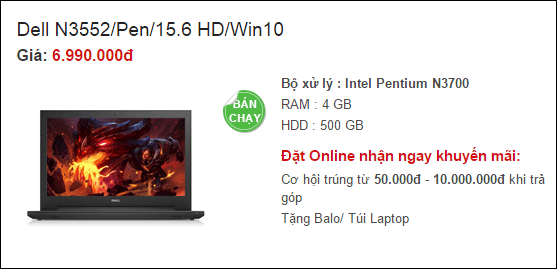 Dell N3552/Pen/15.6 HD/Win10
Giá: 6.990.000đ
BÁN
CHẠY
Bộ xử lý : Intel Pentium N3700
RAM : 4 GB
HDD : 500 GB
Đặt Online nhận ngay khuyến mãi:
Cơ hội trúng từ 50.000đ - 10.000.000đ khi trả
góp
Tặng Balo/ Túi Laptop
DELL